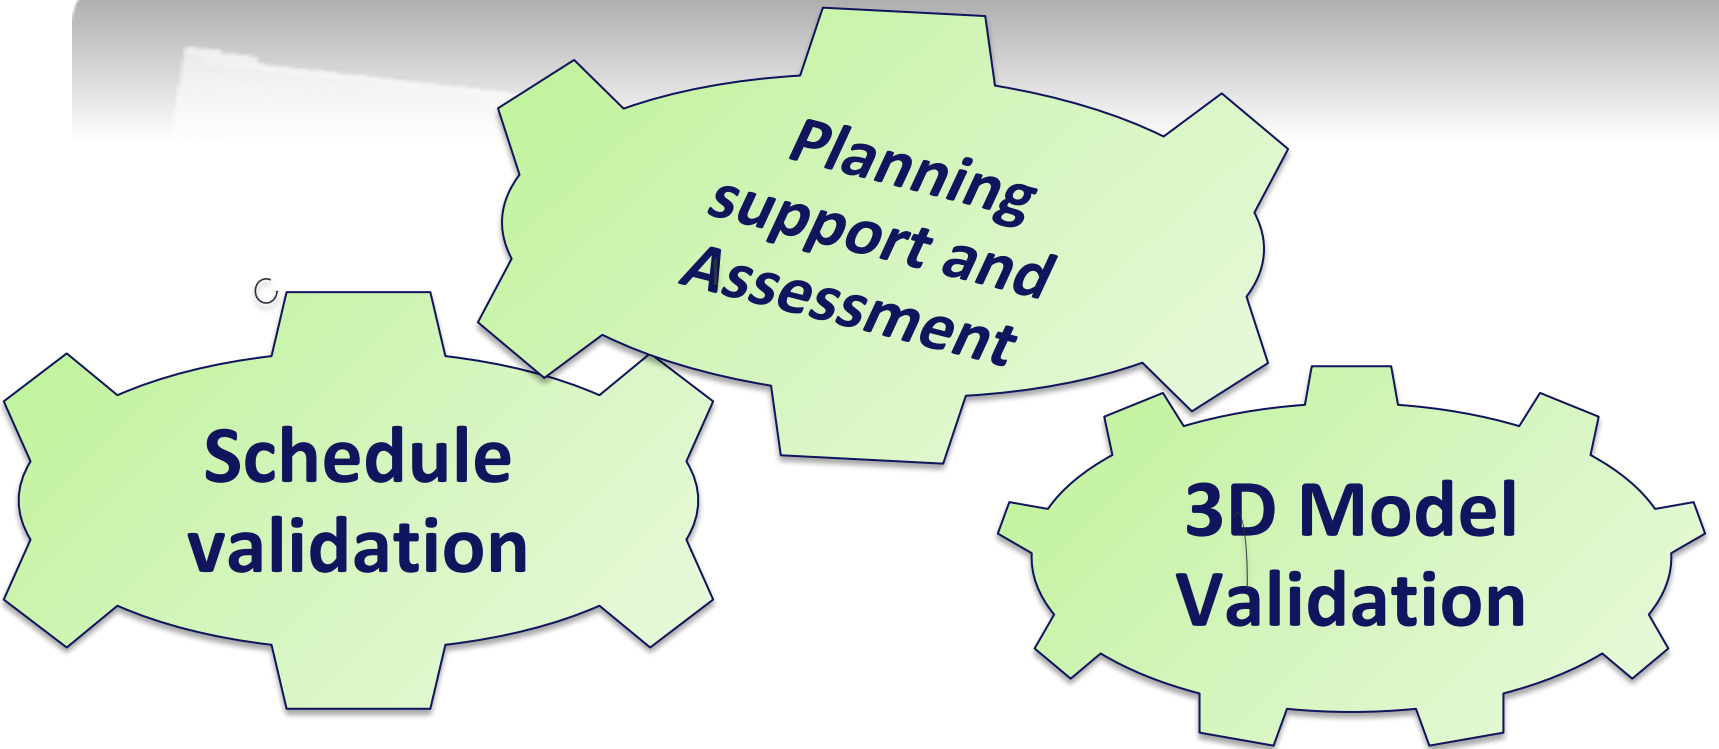 Planning
support and
Assessment
Schedule
validation
3D Model
Validation